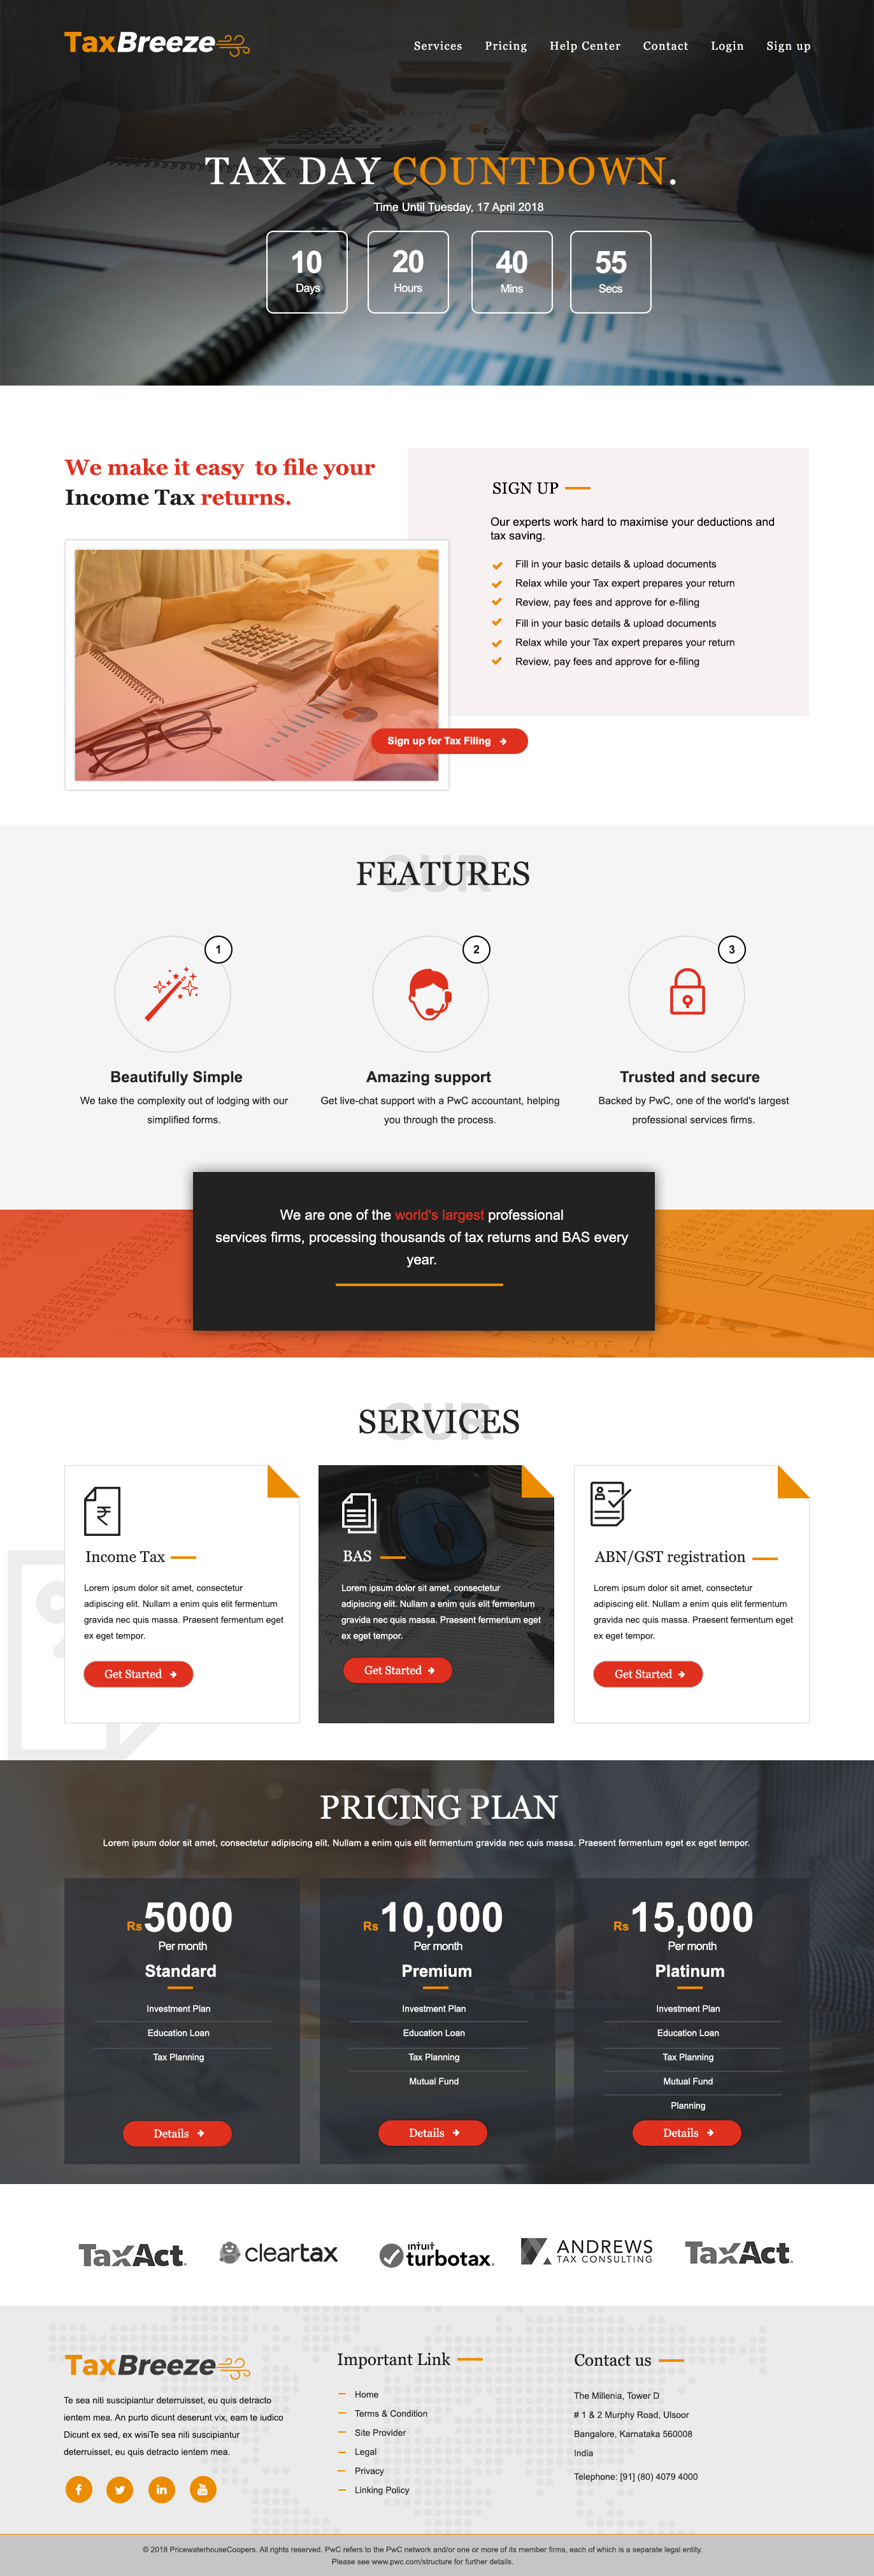 TaxBreeze
Services Pricing Help Center Contact Login Sign up
TAX DAY COUNTDOWN.
Time Until Tuesday, 17 April 2018
10 20 40 55
Days Hours Mins Secs
We make it easy to file your
Income Tax returns.
SIGN UP
Our experts work hard to maximise your deductions and
tax saving.
Fill in your basic details & upload documents
Relax while your Tax expert prepares your return
Review, pay fees and approve for e-filing
Fill in your basic details & upload documents
Relax while your Tax expert prepares your return
Review, pay fees and approve for e-filing
Sign up for Tax Filing
OUR
FEATURES
1
Beautifully Simple
We take the complexity out of lodging with our
simplified forms.
2
Amazing support
Get live-chat support with a PwC accountant, helping
you through the process.
3
Trusted and secure
Backed by PwC, one of the world's largest
professional services firms.
We are one of the world's largest professional
services firms, processing thousands of tax returns and BAS every
year.
OUR
SERVICES
₹
Income Tax
Lorem ipsum dolor sit amet, consectetur
adipiscing elit. Nullam a enim quis elit fermentum
gravida nec quis massa. Praesent fermentum eget
ex eget tempor.
Get Started
BAS
Lorem ipsum dolor sit amet, consectetur
adipiscing elit. Nullam a enim quis elit fermentum
gravida nec quis massa. Praesent fermentum eget
ex eget tempor.
Get Started
ABN/GST registration
Lorem ipsum dolor sit amet, consectetur
adipiscing elit. Nullam a enim quis elit fermentum
gravida nec quis massa. Praesent fermentum eget
ex eget tempor.
Get Started
OUR
PRICING PLAN
Lorem ipsum dolor sit amet, consectetur adipiscing elit. Nullam a enim quis elit fermentum gravida nec quis massa. Praesent fermentum eget ex eget tempor.
Rs5000
Per month
Standard
Investment Plan
Education Loan
Tax Planning
Details
Rs10,000
Per month
Premium
Investment Plan
Education Loan
Tax Planning
Mutual Fund
Details
Rs15,000
Per month
Platinum
Investment Plan
Education Loan
Tax Planning
Mutual Fund
Planning
Details
TaxAct.
cleartax
intuit
turbotax.
ANDREWS
TAX CONSULTING
TaxAct.
TaxBreeze
Te sea niti suscipiantur deterruisset, eu quis detracto
ientem mea. An purto dicunt deserunt vix, eam te iudico
Dicunt ex sed, ex wisiTe sea niti suscipiantur
deterruisset, eu quis detracto ientem mea.
f in You
Important Link
Home
Terms & Condition
Site Provider
Legal
Privacy
Linking Policy
Contact us
The Millenia, Tower D
# 1 & 2 Murphy Road, Ulsoor
Bangalore, Karnataka 560008
India
Telephone: [91] (80) 4079 4000
© 2018 PricewaterhouseCoopers. All rights reserved. PwC refers to the PwC network and/or one or more of its member firms, each of which is a separate legal entity.
Please see www.pwc.com/structure for further details.